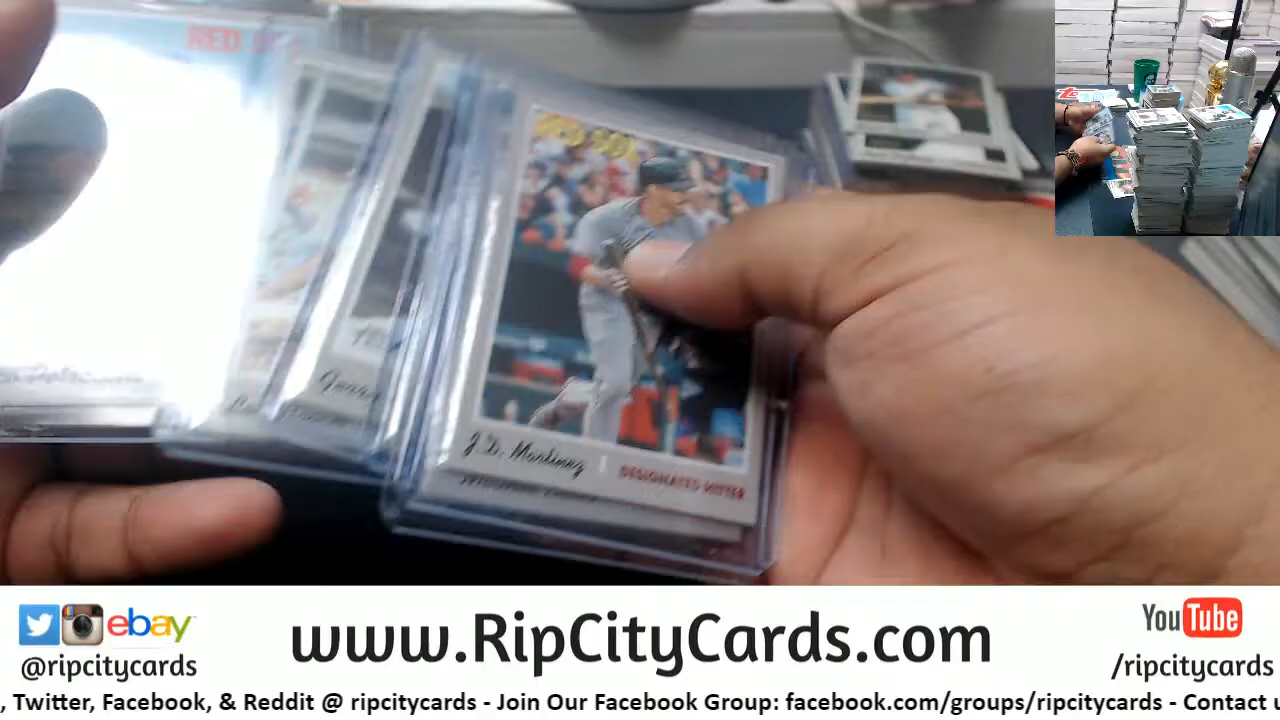 RED SOX
J.D. Martinez
DESIGNATED HITTER
ebay
@ripcitycards
www.RipCityCards.com
YouTube
/ripcitycards
, Twitter, Facebook, & Reddit @ ripcitycards - Join Our Facebook Group: facebook.com/groups/ripcitycards - Contact u